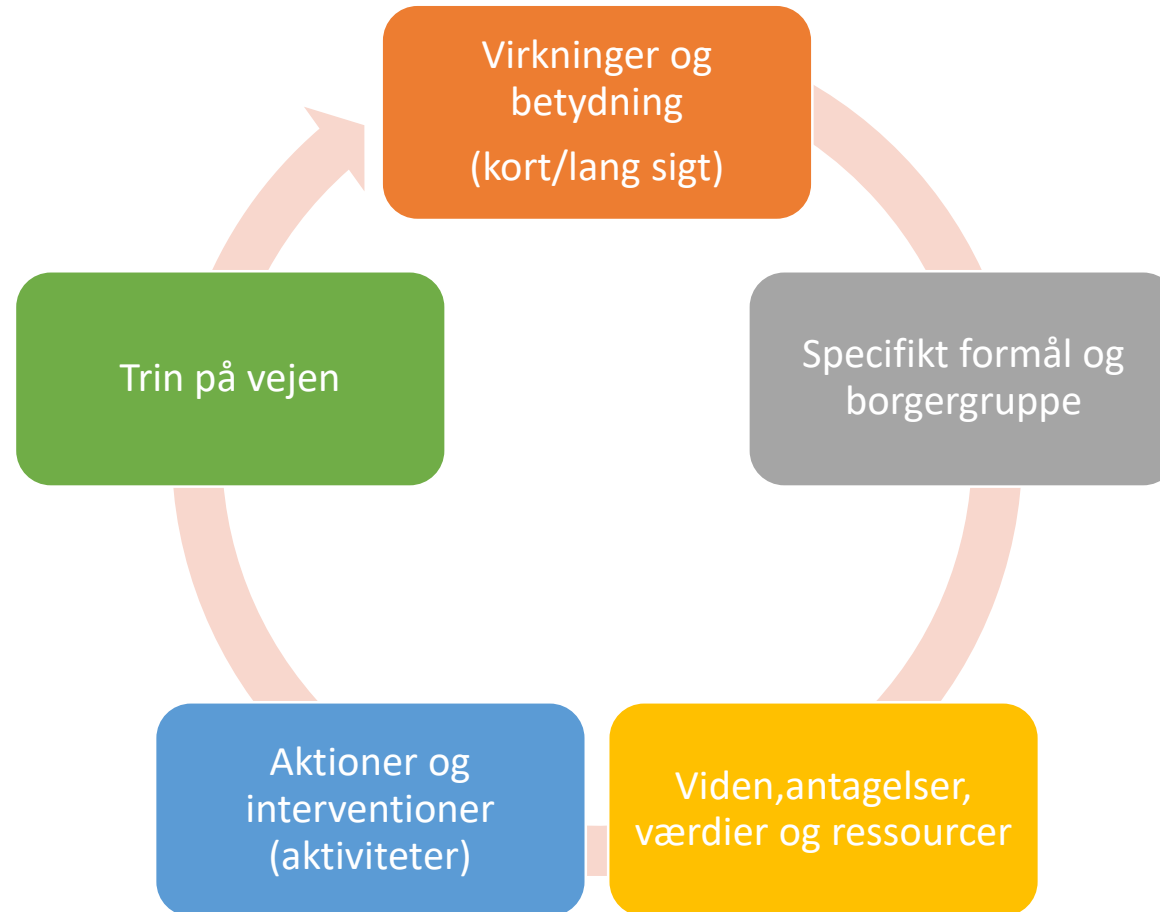 Virkninger og
betydning
(kort/lang sigt)
Specifikt formål og
borgergruppe
Viden,antagelser,
værdier og ressourcer
Aktioner og
interventioner
(aktiviteter)
Trin på vejen